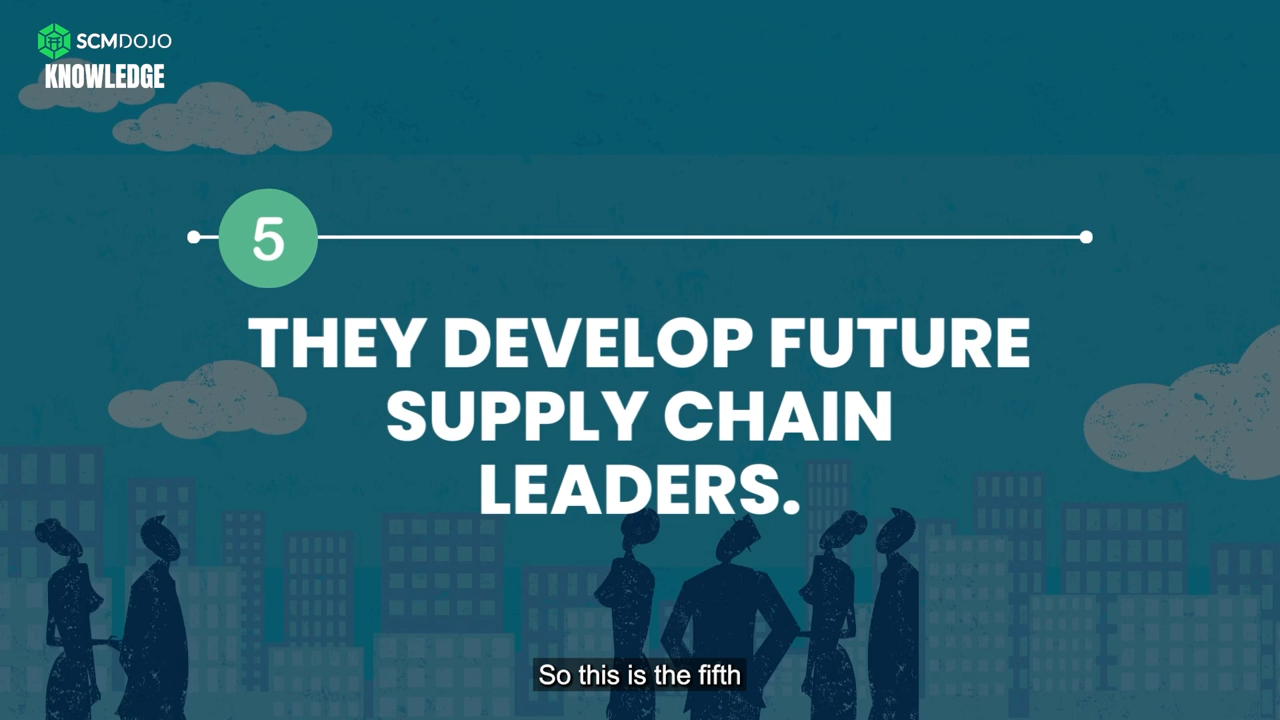 SCMDOJO
KNOWLEDGE
5
THEY DEVELOP FUTURE
SUPPLY CHAIN
LEADERS.
So this is the fifth